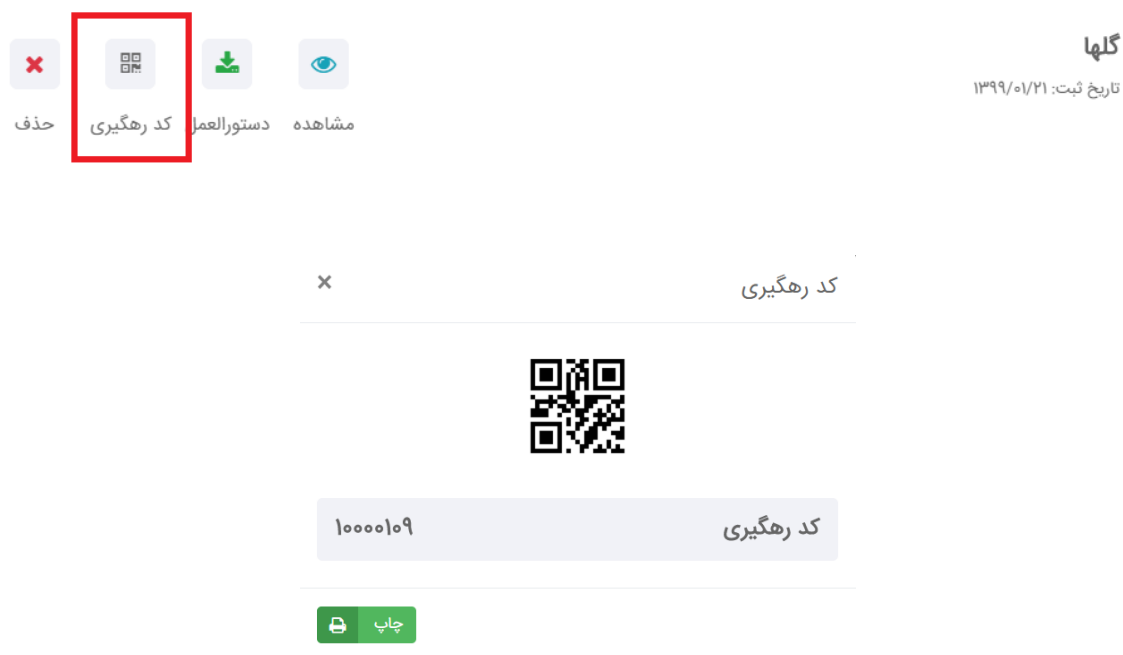 گلها
تاریخ ثبت: ۱۳۹۹/۰۱/۲۱
مشاهده
دستورالعمل
کد رهگیری
حذف
کد رهگیری
کد رهگیری ۱۰۰۰۰۱۰۹
چاپ